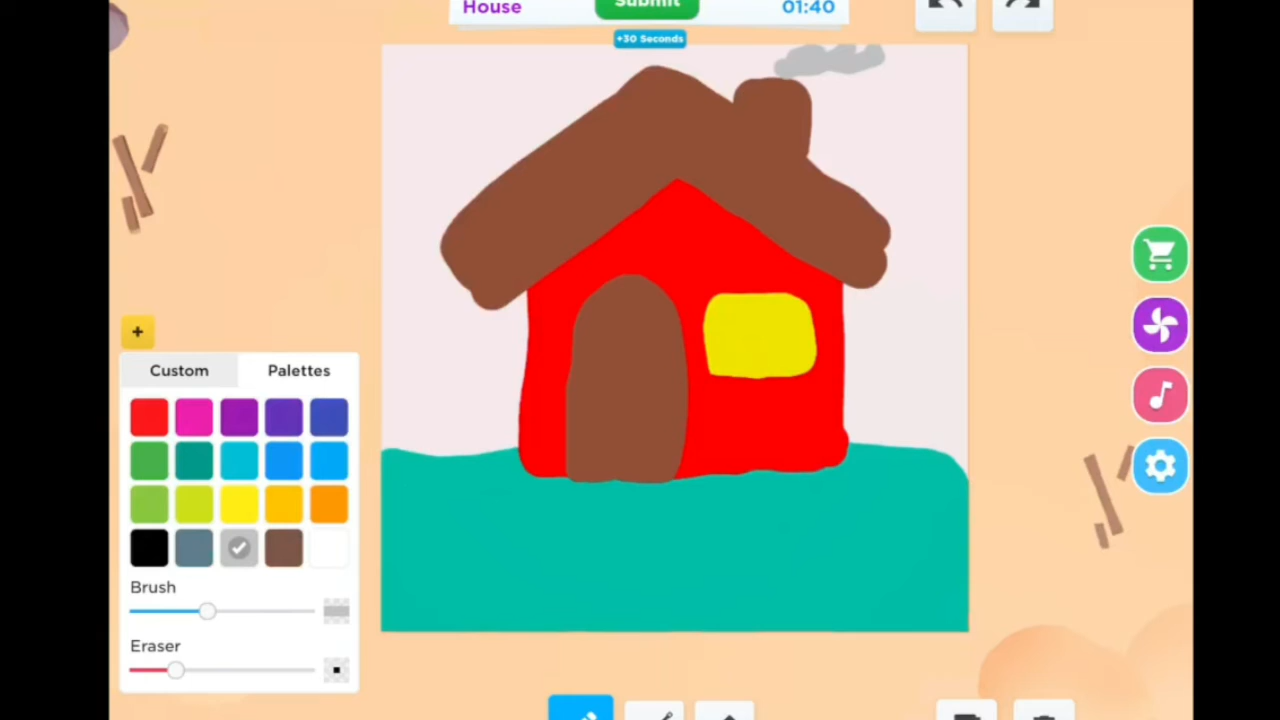 House
Submit
01:40
+30 Seconds
+
Custom
Palettes
Brush
Eraser